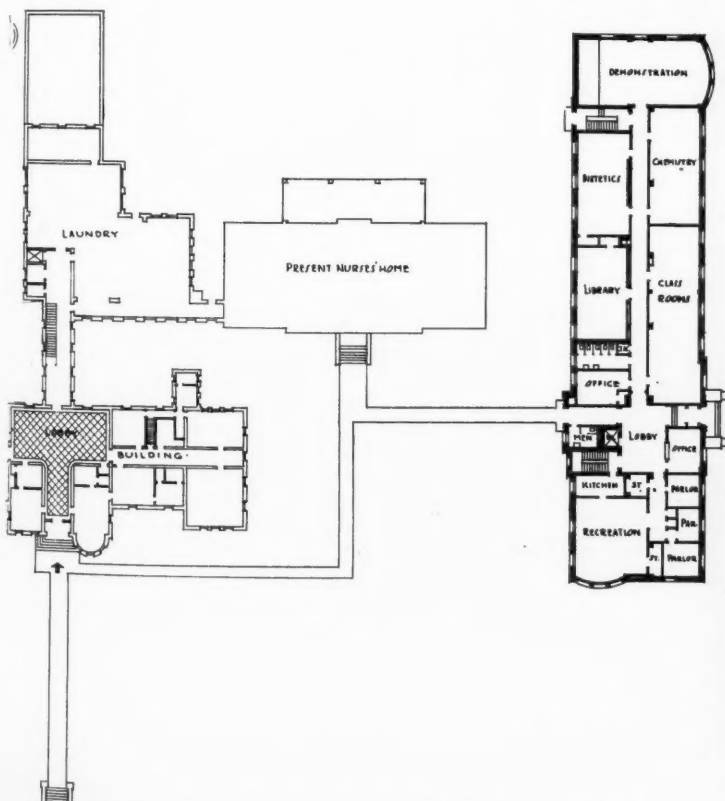 LAUNDRY
PRESENT NURSES' HOME
LOBBY
BUILDING
DEMONSTRATION
DIETETICS
CHEMISTRY
LIBRARY
CLASS
ROOMS
OFFICE
MEN
LOBBY
OFFICE
KITCHEN
ST.
PARLOR
RECREATION
PAR.
ST.
PARLOR